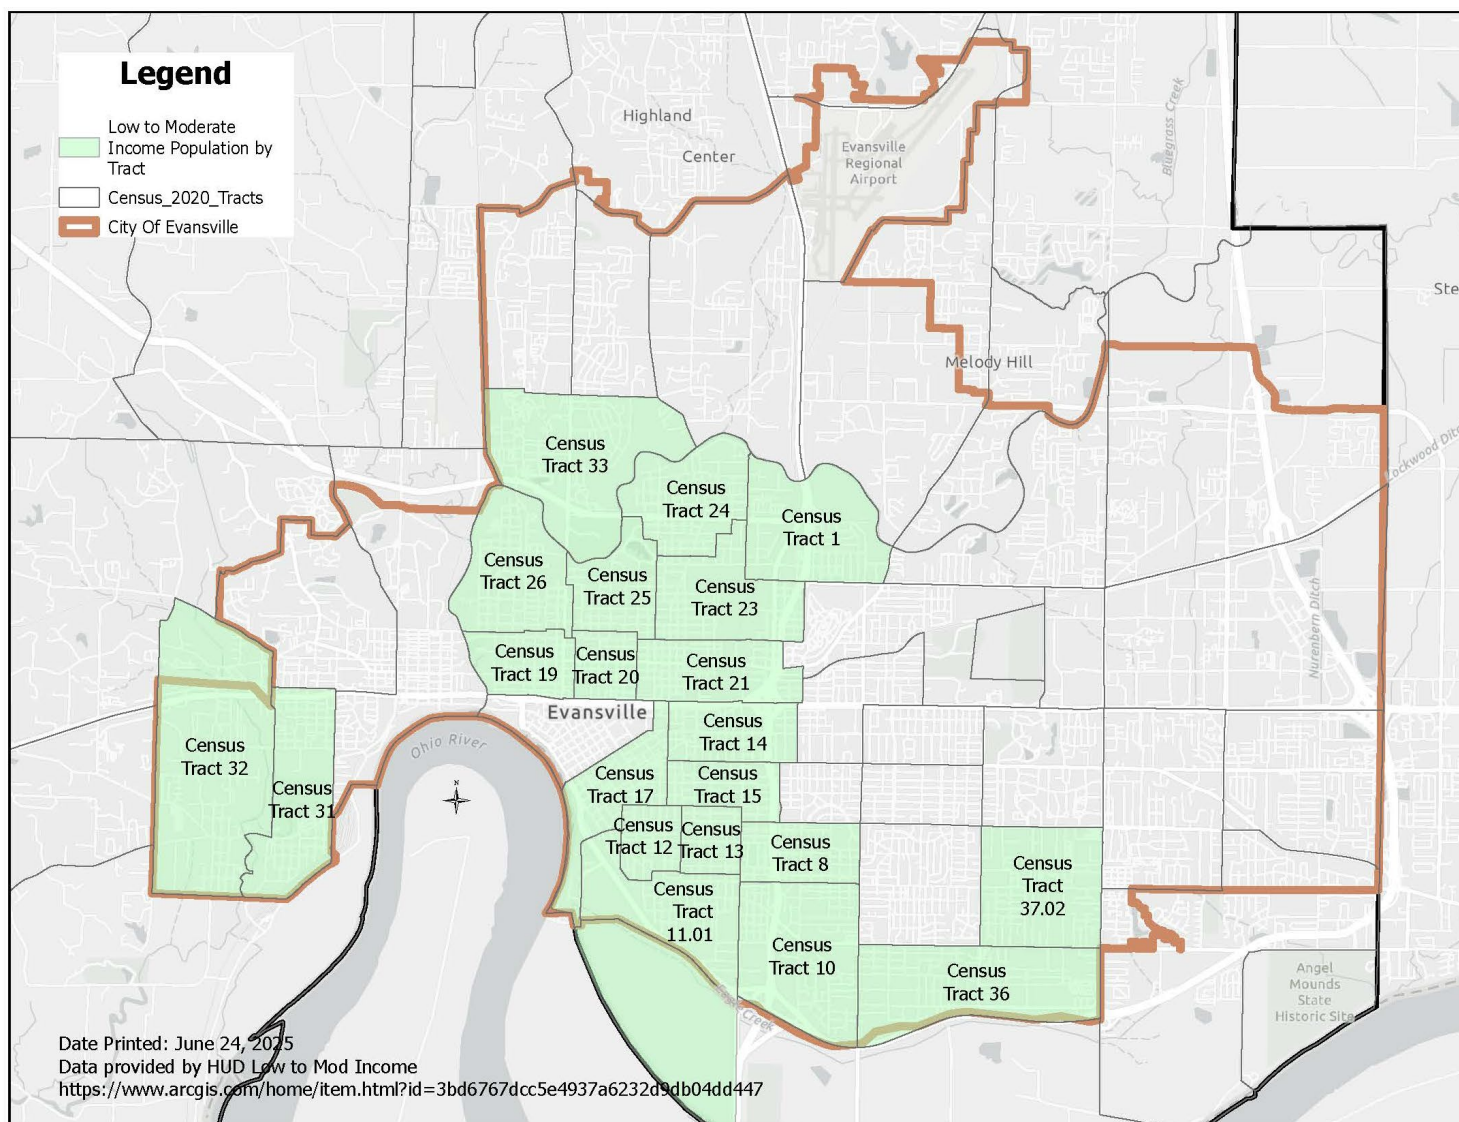 Legend
Low to Moderate
Income Population by
Tract
Census_2020_Tracts
City Of Evansville
Highland
Center
Evansville
Regional
Airport
Bluegrass Creek
Ste
Melody Hill
Lockwood Ditch
Census
Tract 33
Census
Tract 24
Census
Tract 1
Census
Tract 26
Census
Tract 25
Census
Tract 23
Nurenbern Ditch
Census
Tract 19
Census
Tract 20
Census
Tract 21
Evansville
Census
Tract 14
Ohio River
Census
Tract 32
Census
Tract 31
Census
Tract 17
Census
Tract 15
Census
Tract 12
Census
Tract 13
Census
Tract 8
Census
Tract
37.02
Census
Tract
11.01
Census
Tract 10
Census
Tract 36
N
Creek
Angel
Mounds
State
Historic Site
Date Printed: June 24, 2025
Data provided by HUD Low to Mod Income
https://www.arcgis.com/home/item.html?id=3bd6767dcc5e4937a6232d9db04dd447